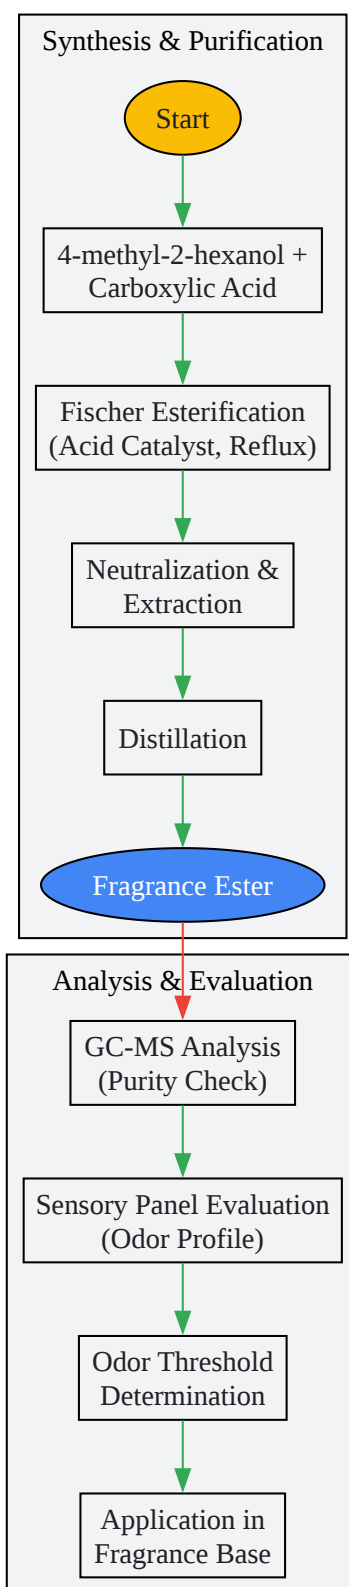 Synthesis & Purification
Start
4-methyl-2-hexanol +
Carboxylic Acid
Fischer Esterification
(Acid Catalyst, Reflux)
Neutralization &
Extraction
Distillation
Fragrance Ester
Analysis & Evaluation
GC-MS Analysis
(Purity Check)
Sensory Panel Evaluation
(Odor Profile)
Odor Threshold
Determination
Application in
Fragrance Base